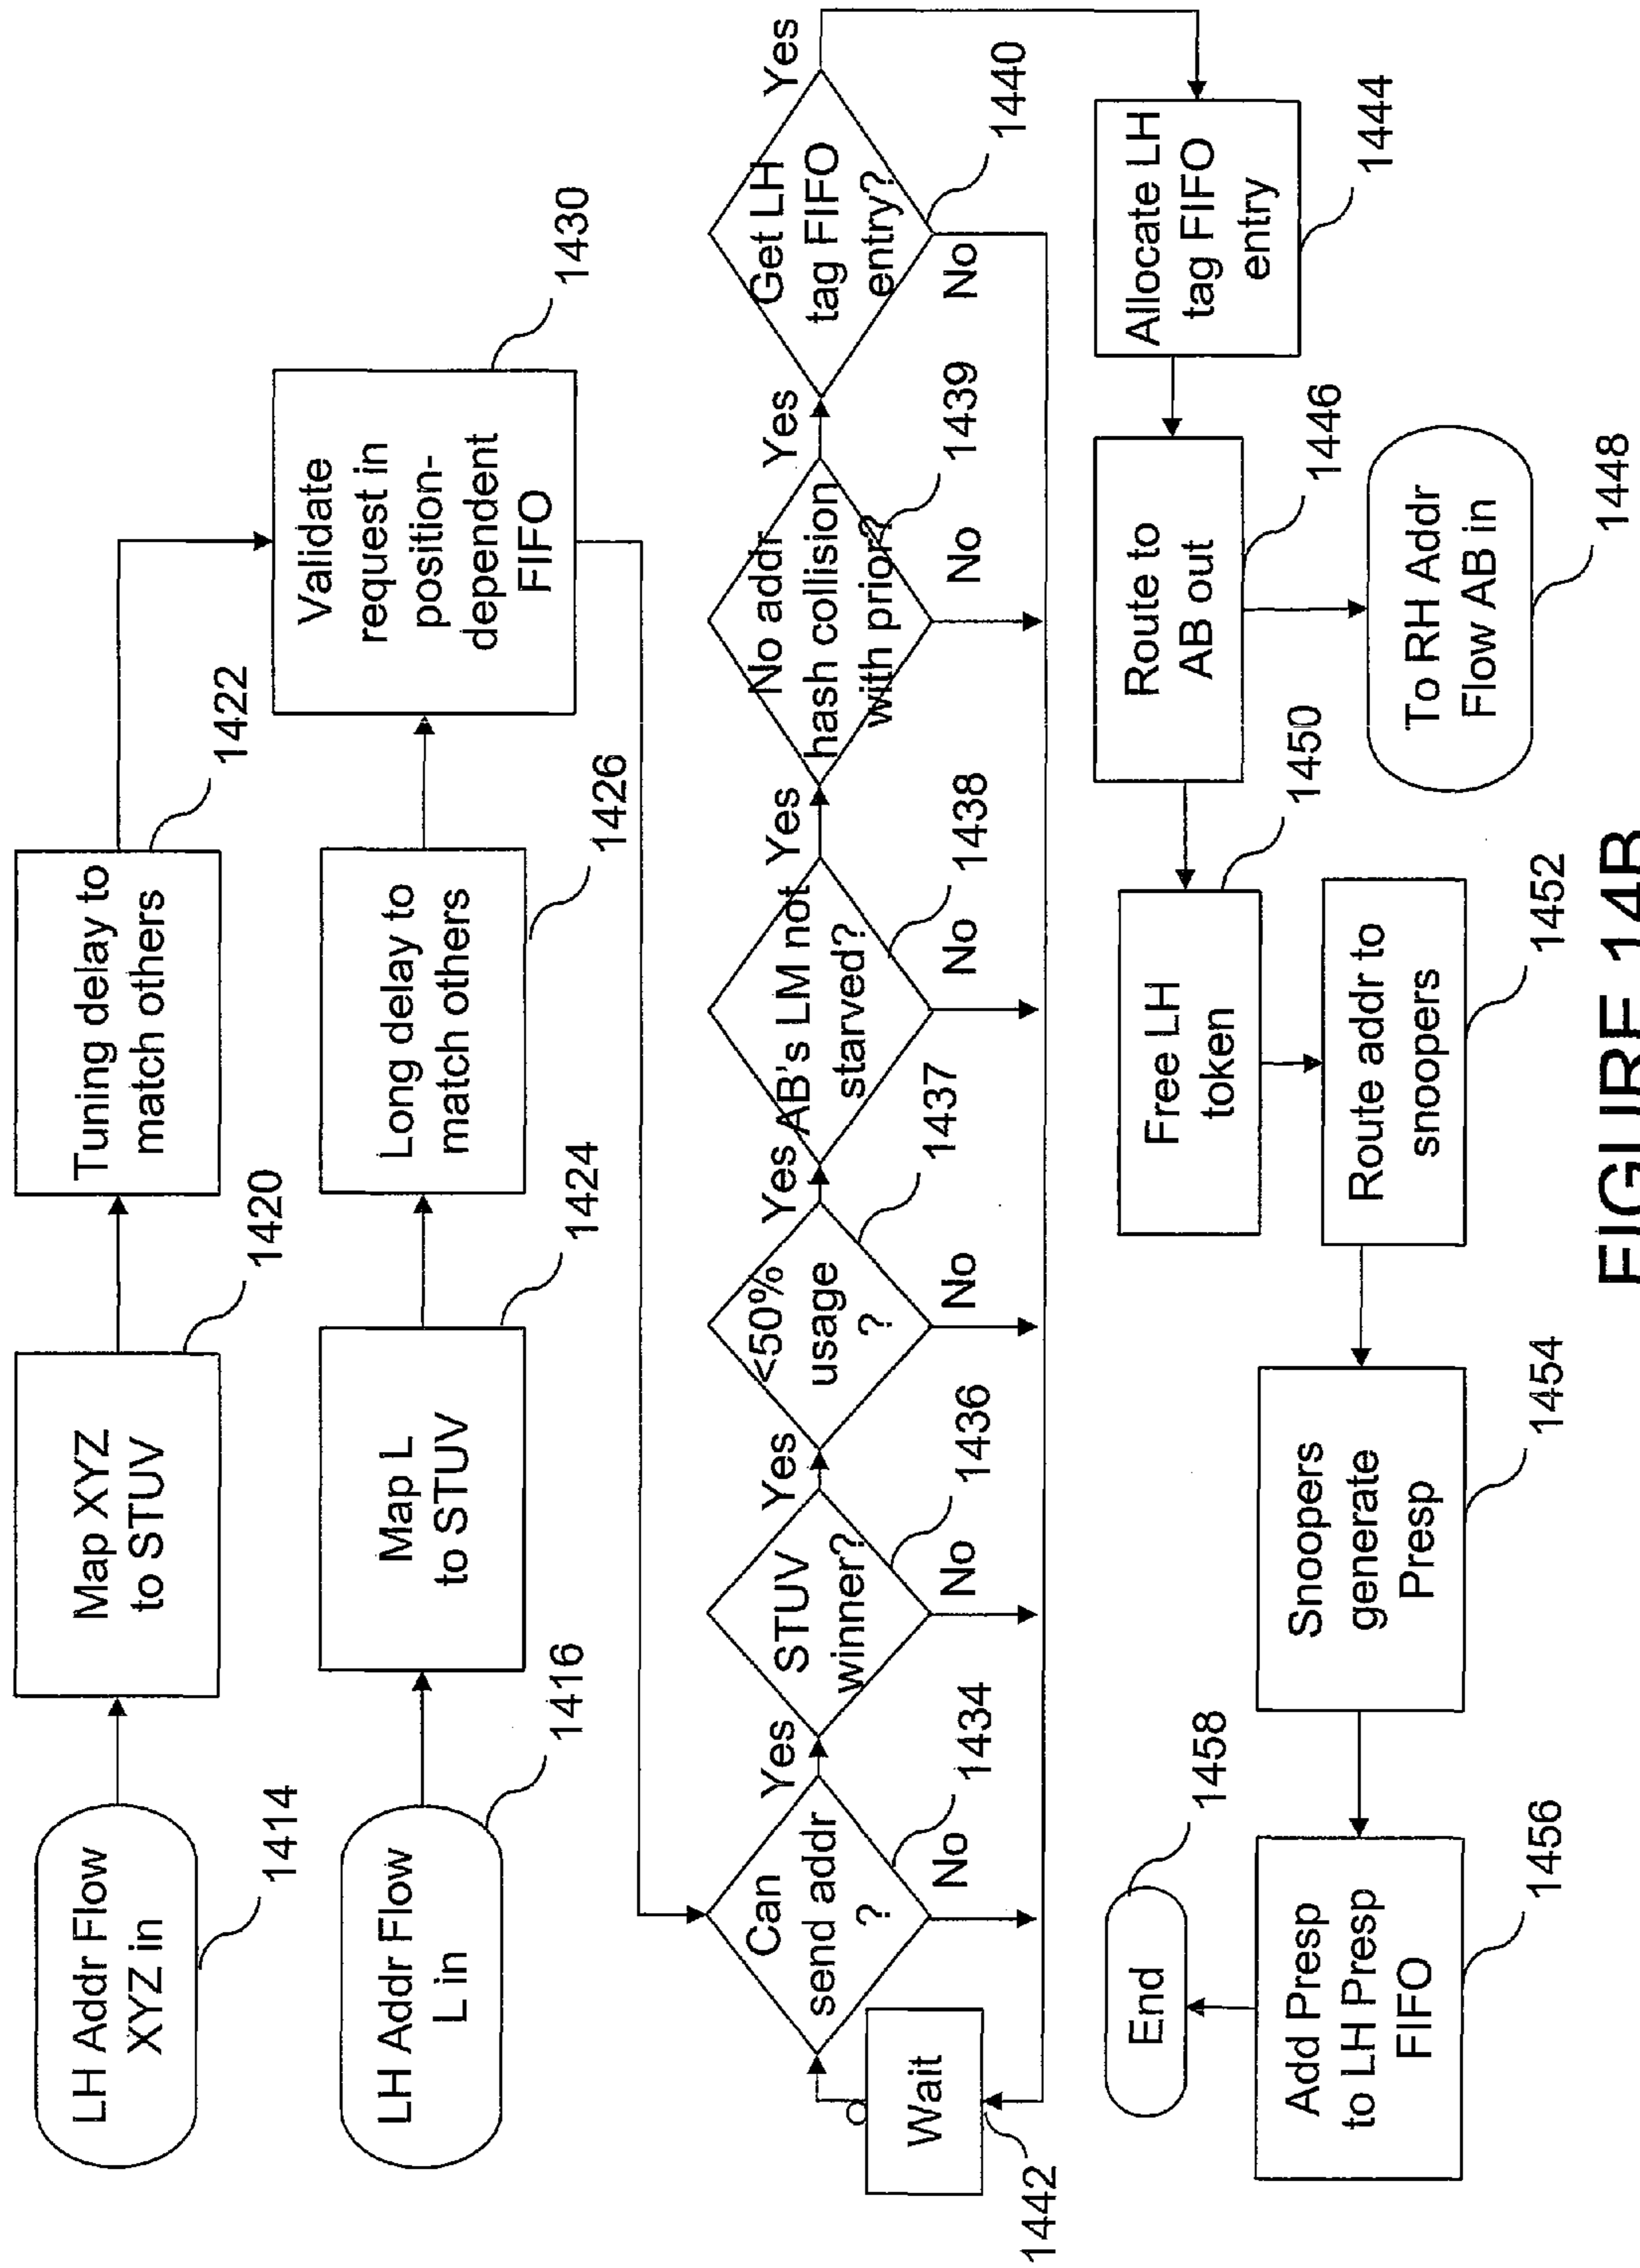 LH Addr Flow
XYZ in
1414
Map XYZ
to STUV
1420
Tuning delay to
match others
1422
LH Addr Flow
L in
1416
Map L
to STUV
1424
Long delay to
match others
1426
Validate
request in
position-
dependent
FIFO
1430
Can
send addr
?
1434
Yes
No
STUV
winner?
1436
Yes
No
<50%
usage
?
1437
Yes
No
AB's LM not
starved?
1438
Yes
No
No addr
hash collision
with prior?
1439
Yes
No
Get LH
tag FIFO
entry?
1440
Yes
No
Wait
1442
Allocate LH
tag FIFO
entry
1444
Route to
AB out
1446
To RH Addr
Flow AB in
1448
Free LH
token
1450
Route addr to
snoopers
1452
Snoopers
generate
Presp
1454
Add Presp
to LH Presp
FIFO
1456
End
1458
FIGURE 14B